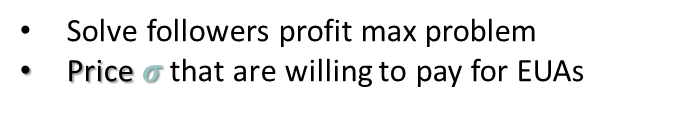 • Solve followers profit max problem
• Price σ that are willing to pay for EUAs